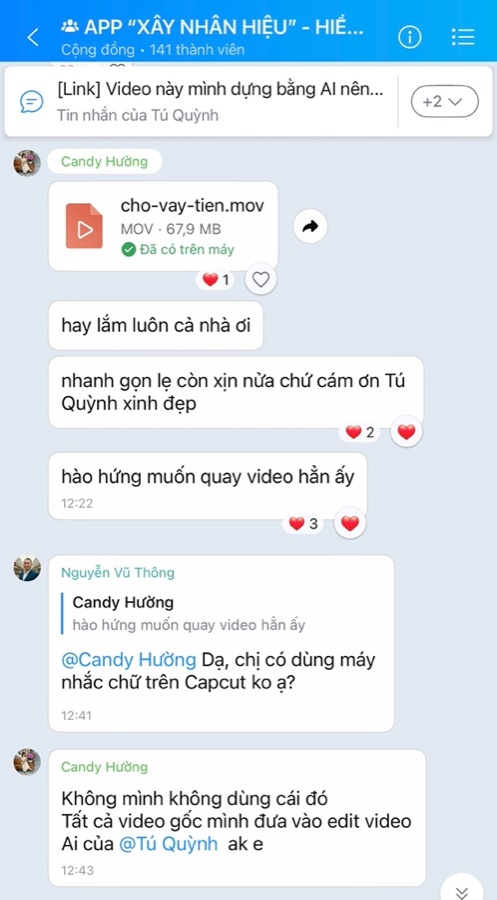 APP “XÂY NHÂN HIỆU” - HIỂ...
Cộng đồng • 141 thành viên
[Link] Video này mình dựng bằng AI nên...
Tin nhắn của Tú Quỳnh
+2
Candy Hường
cho-vay-tien.mov
MOV · 67,9 MB
Đã có trên máy
1
hay lắm luôn cả nhà ơi
nhanh gọn lẹ còn xịn nửa chứ cám ơn Tú
Quỳnh xinh đẹp
2
hào hứng muốn quay video hẳn ấy
12:22
3
Nguyễn Vũ Thông
Candy Hường
hào hứng muốn quay video hẳn ấy
@Candy Hường Dạ, chị có dùng máy
nhắc chữ trên Capcut ko ạ?
12:41
Candy Hường
Không mình không dùng cái đó
Tất cả video gốc mình đưa vào edit video
Ai của @Tú Quỳnh ak e
12:43